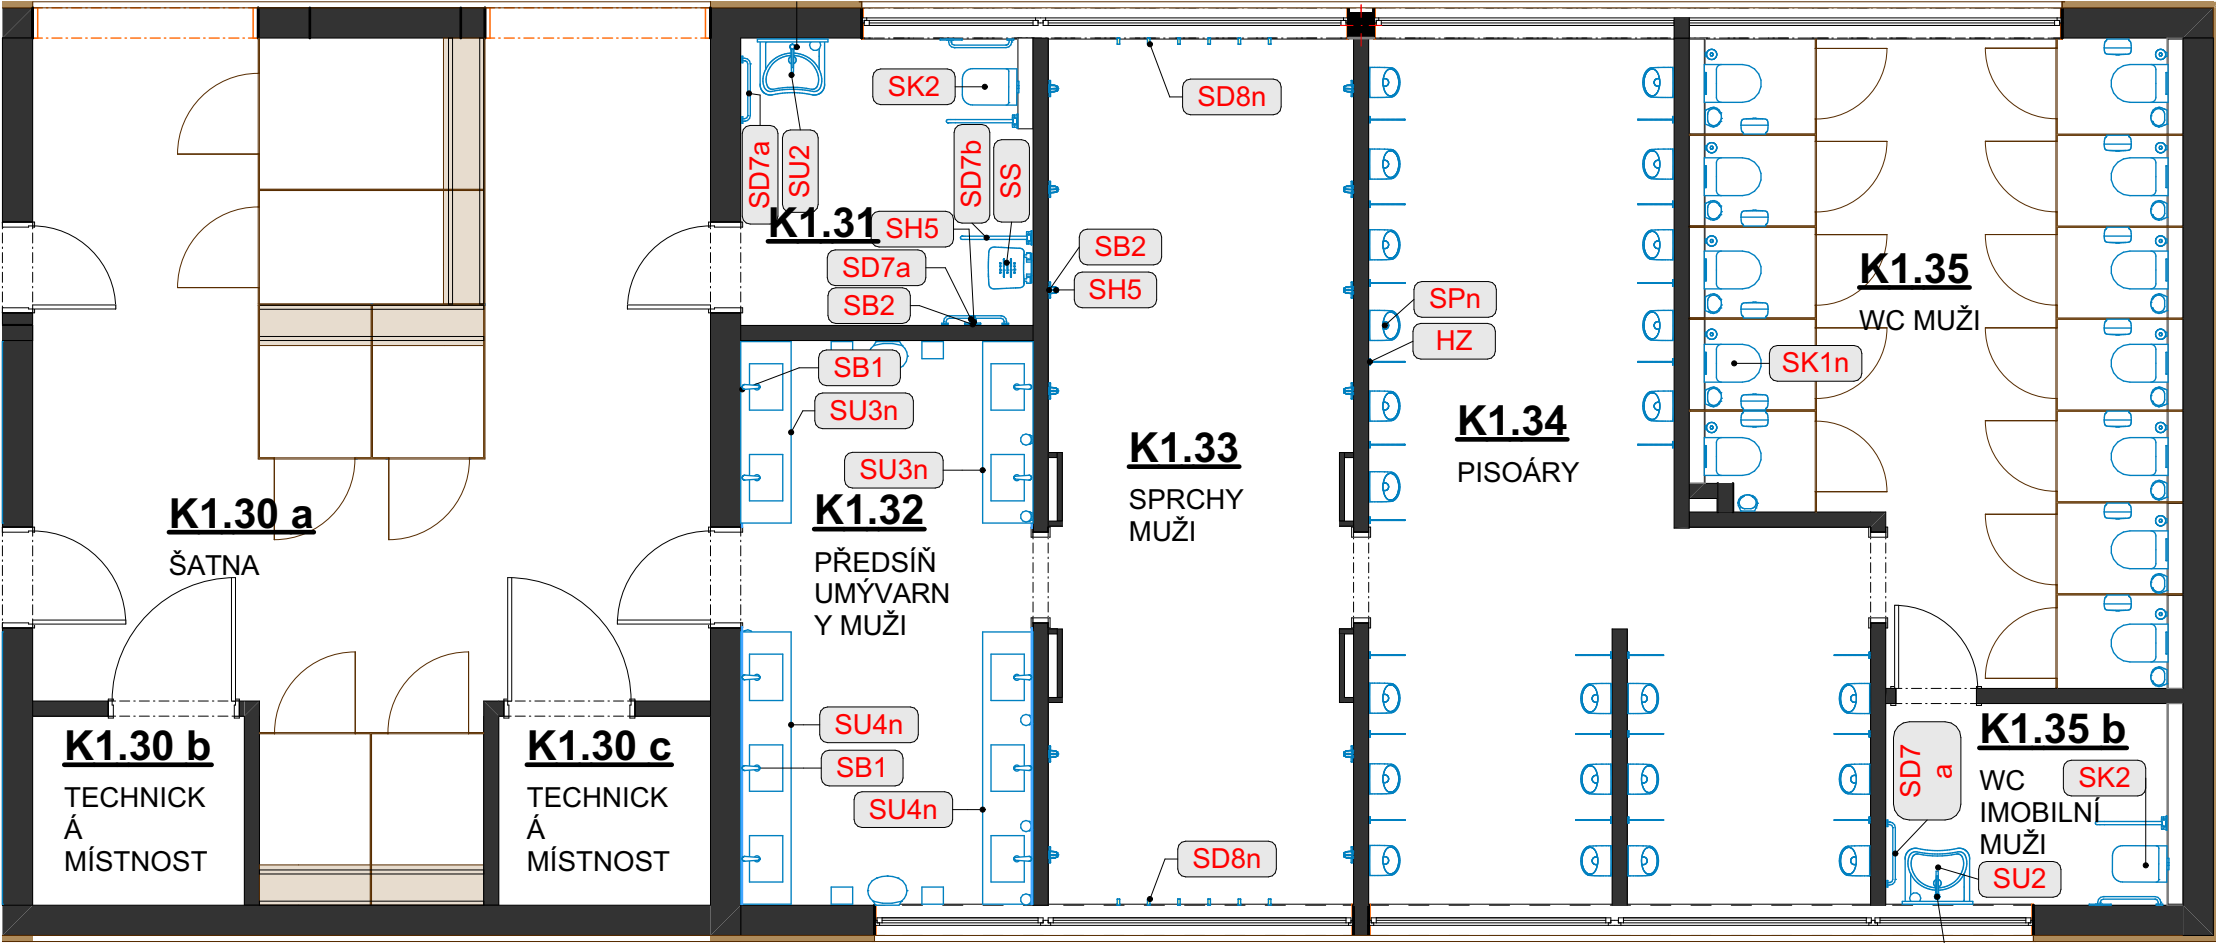 K1.30 a
ŠATNA
K1.30 b
TECHNICK
Á
MÍSTNOST
K1.30 c
TECHNICK
Á
MÍSTNOST
SK2
SD7a
SU2
SD7b
SS
K1.31
SH5
SD7a
SB2
SB1
SU3n
SU3n
K1.32
PŘEDSÍŇ
UMÝVARN
Y MUŽI
SU4n
SB1
SU4n
SD8n
SB2
SH5
K1.33
SPRCHY
MUŽI
SD8n
SPn
HZ
K1.34
PISOÁRY
K1.35
WC MUŽI
SK1n
K1.35 b
WC
IMOBILNÍ
MUŽI
SD7
a
SK2
SU2